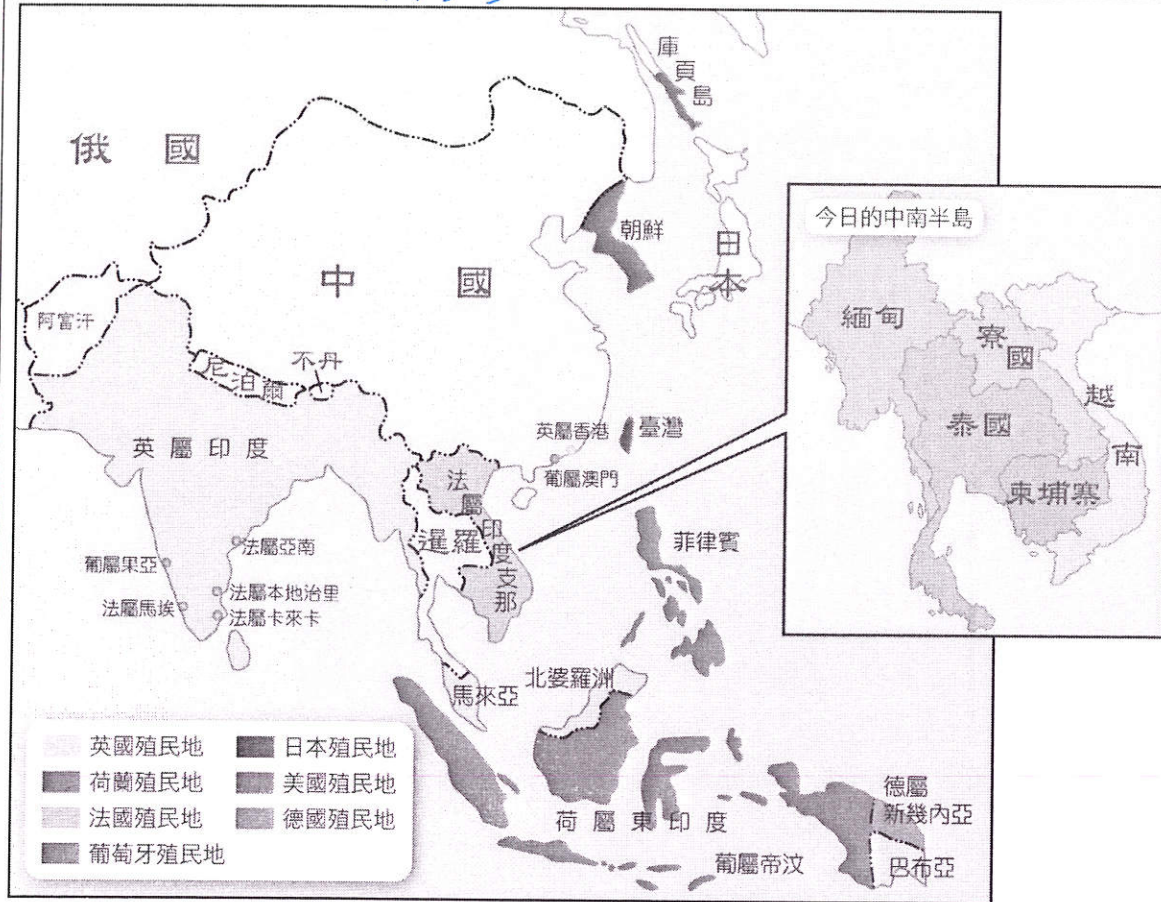 庫頁島
俄國
朝鮮
日本
中國
阿富汗
尼泊爾
不丹
英屬印度
英屬香港
臺灣
葡屬澳門
法屬印度支那
暹羅
菲律賓
葡屬果亞
法屬亞南
法屬馬埃
法屬本地治里
法屬卡來卡
馬來亞
北婆羅洲
荷屬東印度
葡屬帝汶
德屬
新幾內亞
巴布亞
英國殖民地
日本殖民地
荷蘭殖民地
美國殖民地
法國殖民地
德國殖民地
葡萄牙殖民地
今日的中南半島
緬甸
寮國
越南
泰國
柬埔寨